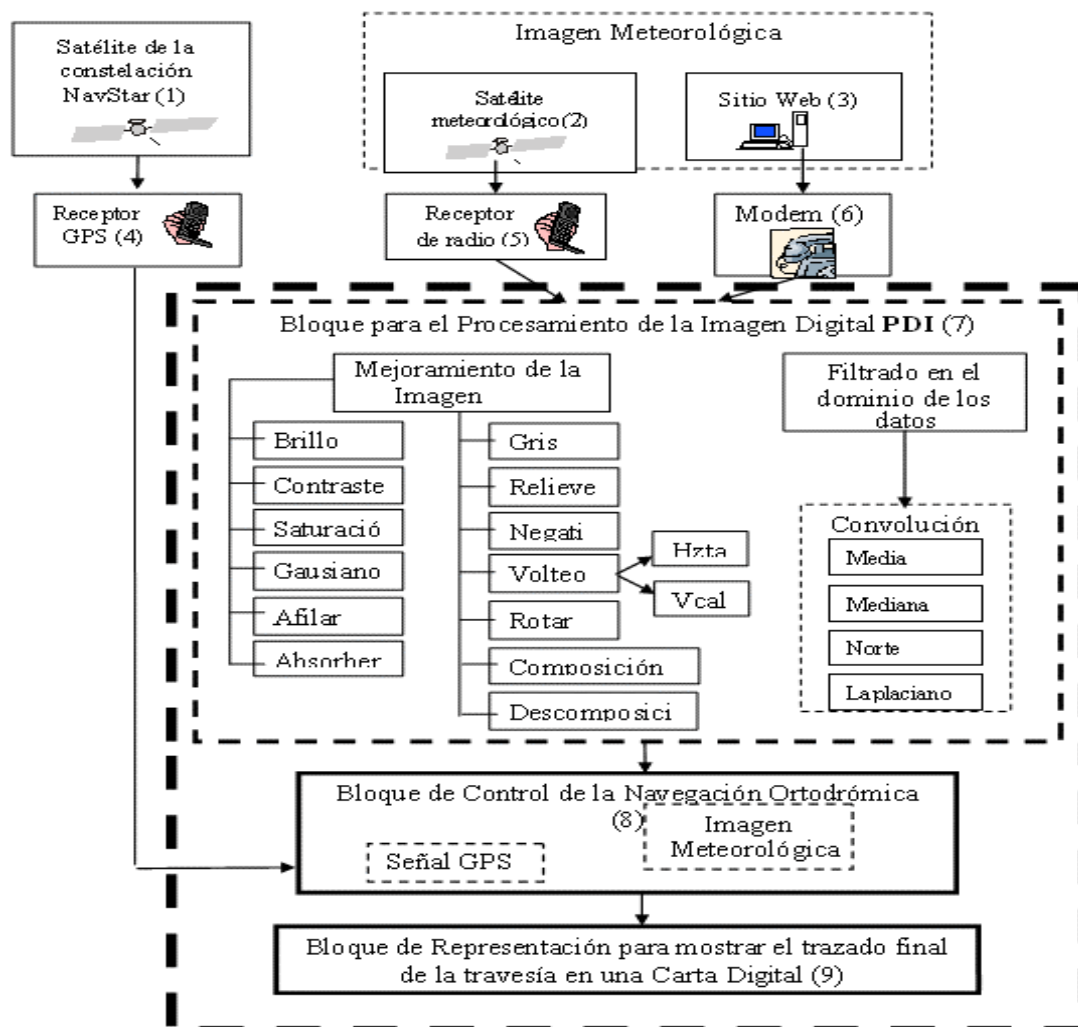 Satélite de la
constelación
NavStar (1)
Imagen Meteorológica
Satélite
meteorológico (2)
Sitio Web (3)
Receptor
GPS (4)
Receptor
de radio (5)
Modem (6)
Bloque para el Procesamiento de la Imagen Digital PDI (7)
Mejoramiento de la
Imagen
Brillo
Contraste
Saturació
Gausiano
Afilar
Absorber
Gris
Relieve
Negati
Volteo
Hzta
Vcal
Rotar
Composición
Descomposici
Filtrado en el
dominio de los
datos
Convolución
Media
Mediana
Norte
Laplaciano
Bloque de Control de la Navegación Ortodrómica
(8)
Señal GPS
Imagen
Meteorológica
Bloque de Representación para mostrar el trazado final
de la travesía en una Carta Digital (9)